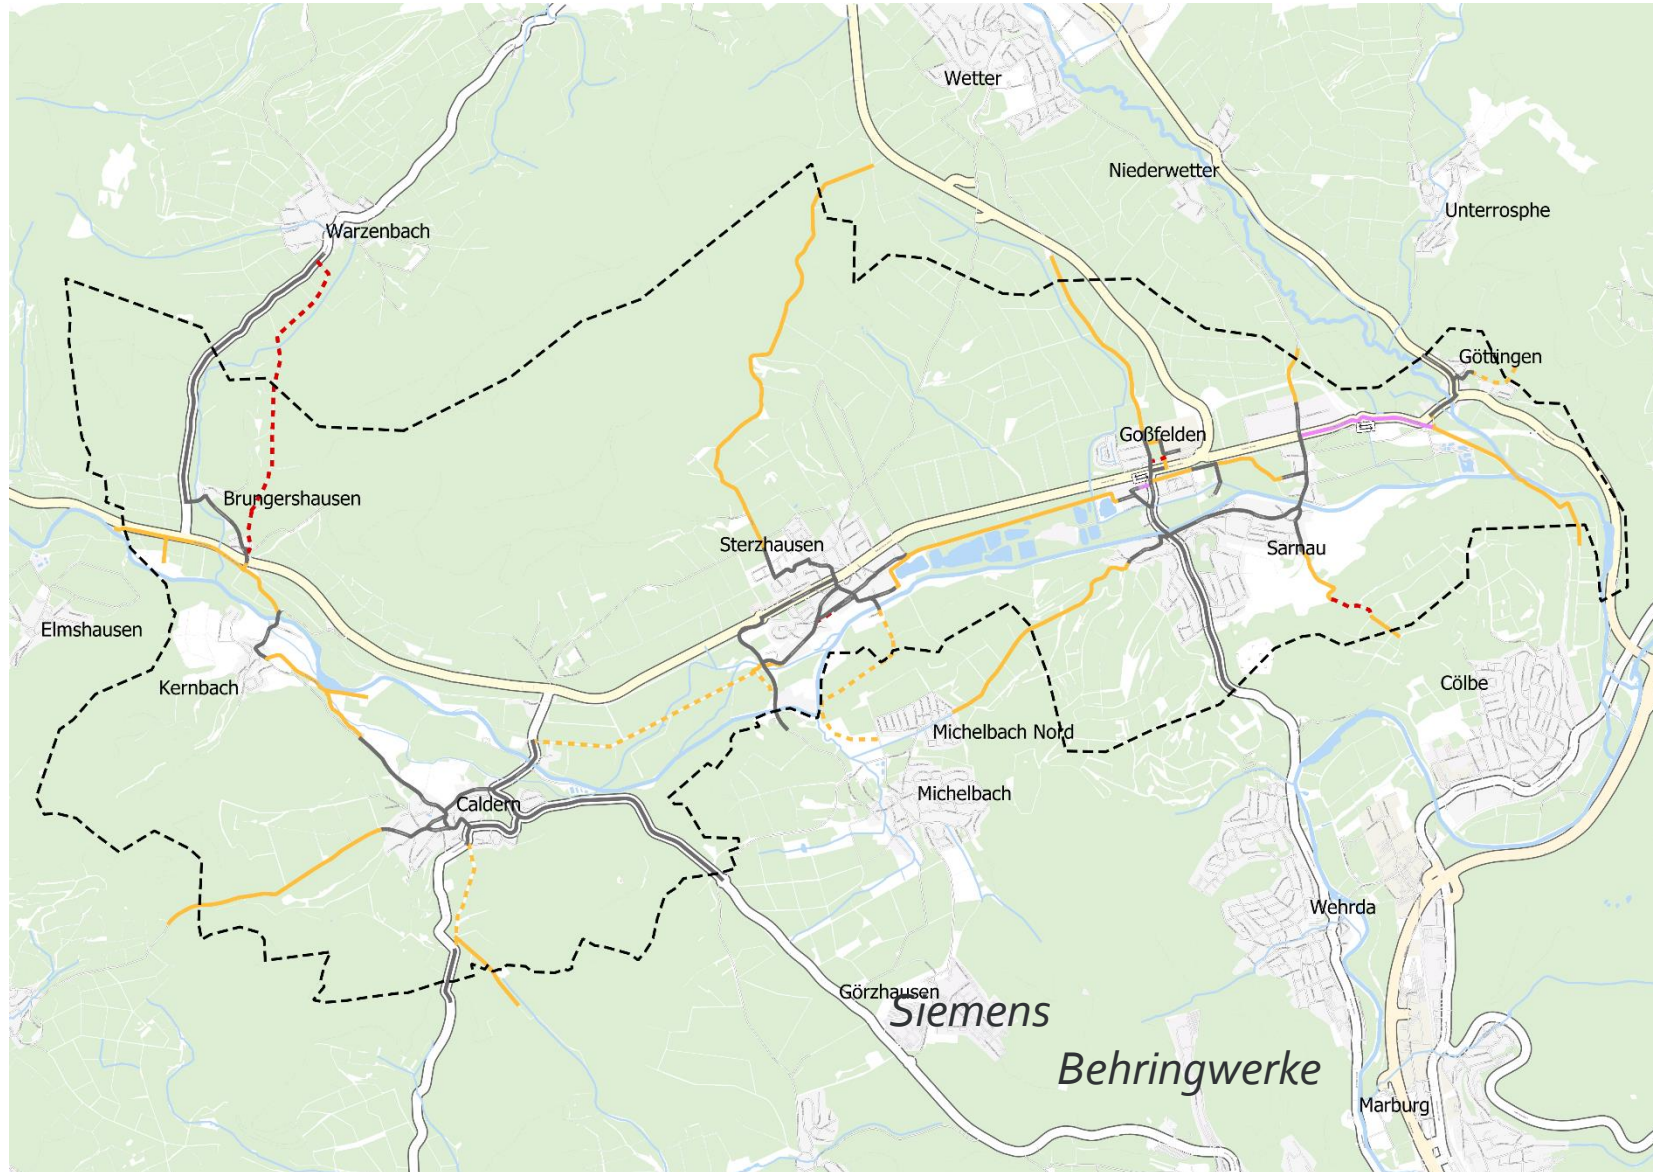 Wetter
Niederwetter
Unterrosphe
Warzenbach
Göttingen
Goßfelden
Brungershausen
Sterzhausen
Sarnau
Elmshausen
Kernbach
Cölbe
Michelbach Nord
Michelbach
Caldern
Wehrda
Görzhausen
Siemens
Behringwerke
Marburg